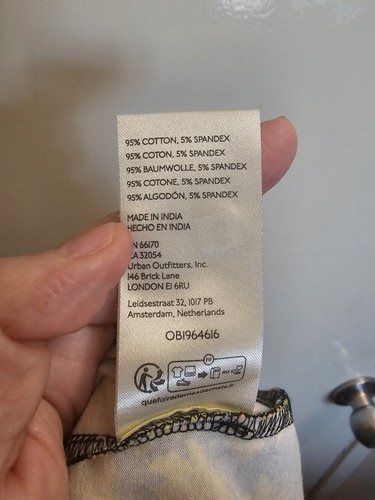 95% COTTON, 5% SPANDEX
95% COTON, 5% SPANDEX
95% BAUMWOLLE, 5% SPANDEX
95% COTONE, 5% SPANDEX
95% ALGODÓN, 5% SPANDEX
MADE IN INDIA
HECHO EN INDIA
N 66170
CA 32054
Urban Outfitters, Inc.
146 Brick Lane
LONDON E1 6RU
Leidsestraat 32, 1017 PB
Amsterdam, Netherlands
OB1964616
FR
OU
quefairedemesdechets.fr